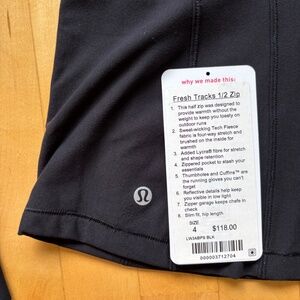 why we made this:
Fresh Tracks 1/2 Zip
1. This half zip was designed to
provide warmth without the
weight to keep you toasty on
outdoor runs
2. Sweat-wicking Tech Fleece
fabric is four-way stretch and
brushed on the inside for
warmth
3. Added Lycra® fibre for stretch
and shape retention
4. Zippered pocket to stash your
essentials
5. Thumbholes and Cuffins™ are
the running gloves you can't
forget
6. Reflective details help keep
you visible in low light
7. Zipper garage keeps chafe in
check
8. Slim fit, hip length.
SIZE
4 $118.00
LW3ABPS BLK
000003712704